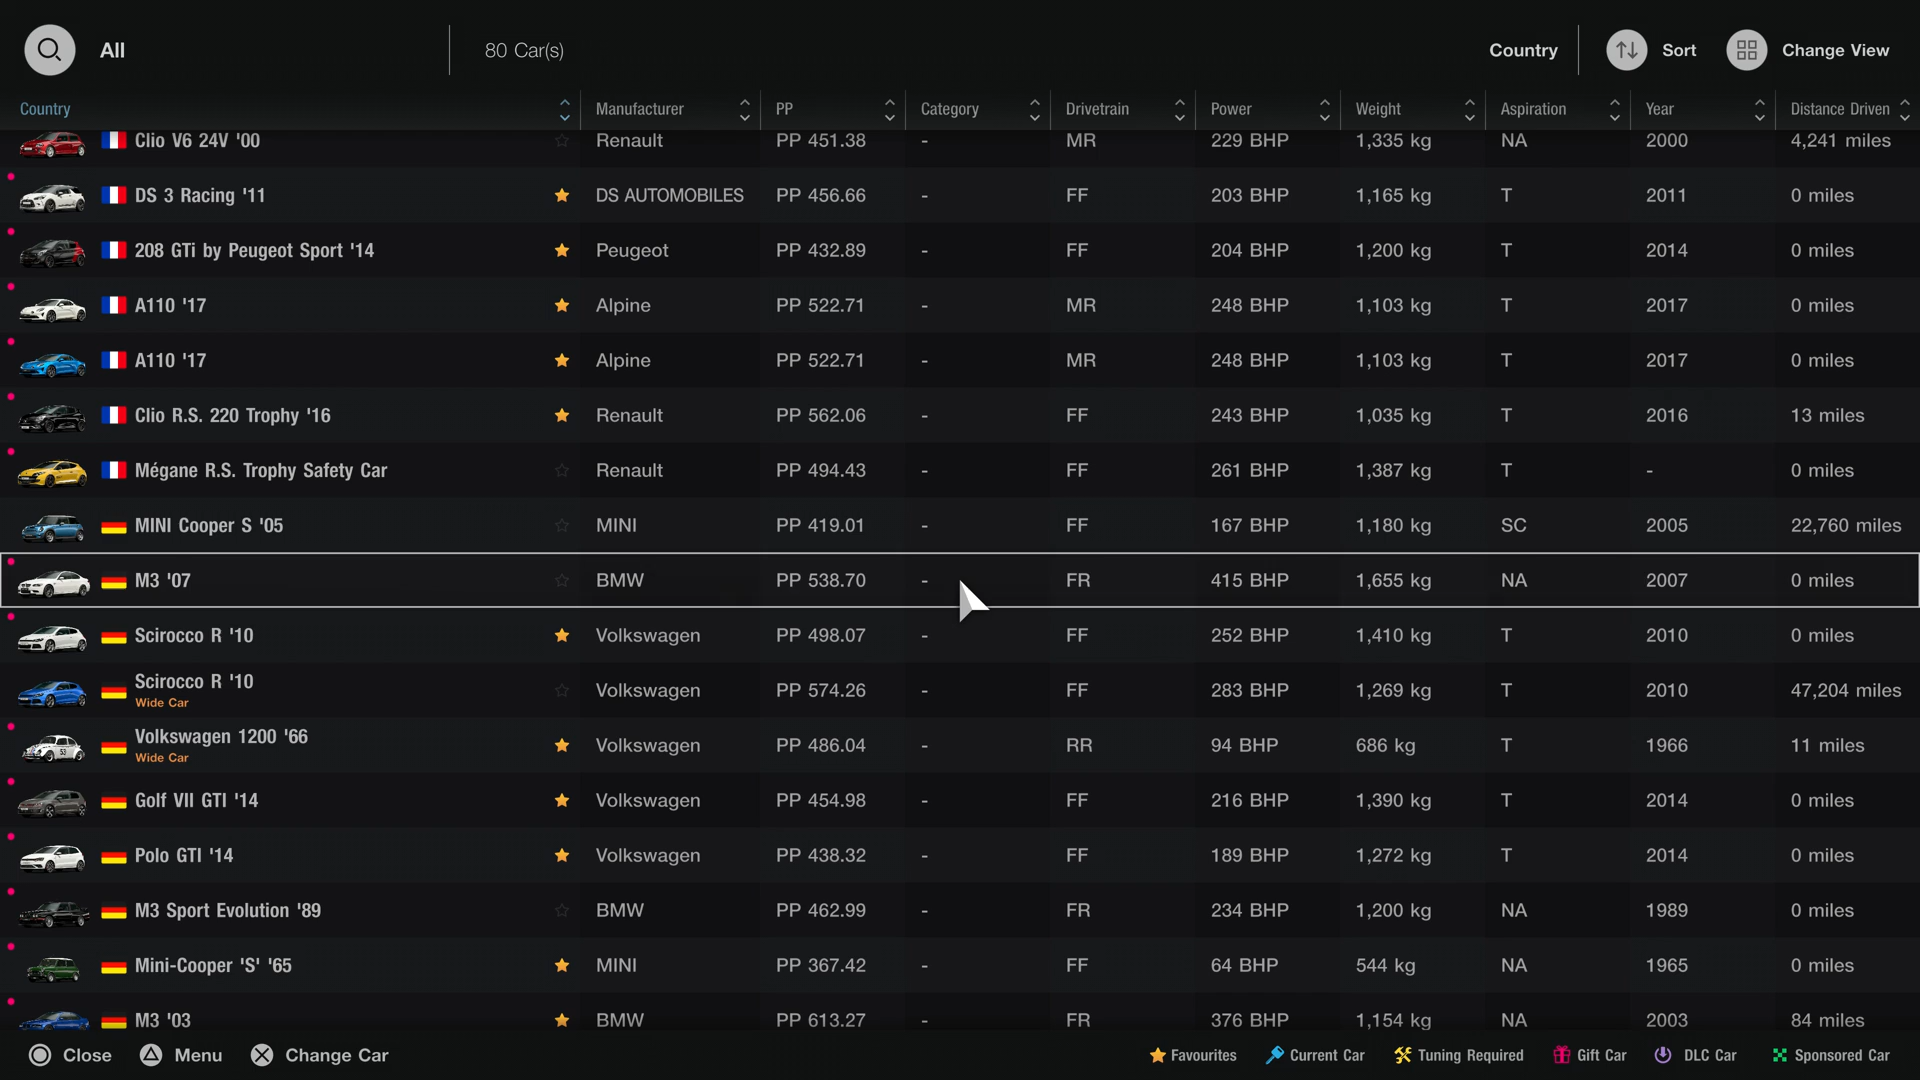 All 80 Car(s) Country Sort Change View
Country Manufacturer PP Category Drivetrain Power Weight Aspiration Year Distance Driven
Clio V6 24V '00 Renault PP 451.38 - MR 229 BHP 1,335 kg NA 2000 4,241 miles
DS 3 Racing '11 DS AUTOMOBILES PP 456.66 - FF 203 BHP 1,165 kg T 2011 0 miles
208 GTi by Peugeot Sport '14 Peugeot PP 432.89 - FF 204 BHP 1,200 kg T 2014 0 miles
A110 '17 Alpine PP 522.71 - MR 248 BHP 1,103 kg T 2017 0 miles
A110 '17 Alpine PP 522.71 - MR 248 BHP 1,103 kg T 2017 0 miles
Clio R.S. 220 Trophy '16 Renault PP 562.06 - FF 243 BHP 1,035 kg T 2016 13 miles
Mégane R.S. Trophy Safety Car Renault PP 494.43 - FF 261 BHP 1,387 kg T - 0 miles
MINI Cooper S '05 MINI PP 419.01 - FF 167 BHP 1,180 kg SC 2005 22,760 miles
M3 '07 BMW PP 538.70 - FR 415 BHP 1,655 kg NA 2007 0 miles
Scirocco R '10 Volkswagen PP 498.07 - FF 252 BHP 1,410 kg T 2010 0 miles
Scirocco R '10 Volkswagen PP 574.26 - FF 283 BHP 1,269 kg T 2010 47,204 miles
Wide Car
Volkswagen 1200 '66 Volkswagen PP 486.04 - RR 94 BHP 686 kg T 1966 11 miles
Wide Car
53
Golf VII GTI '14 Volkswagen PP 454.98 - FF 216 BHP 1,390 kg T 2014 0 miles
Polo GTI '14 Volkswagen PP 438.32 - FF 189 BHP 1,272 kg T 2014 0 miles
M3 Sport Evolution '89 BMW PP 462.99 - FR 234 BHP 1,200 kg NA 1989 0 miles
Mini-Cooper 'S' '65 MINI PP 367.42 - FF 64 BHP 544 kg NA 1965 0 miles
M3 '03 BMW PP 613.27 - FR 376 BHP 1,154 kg NA 2003 84 miles
Close Menu Change Car Favourites Current Car Tuning Required Gift Car DLC Car Sponsored Car